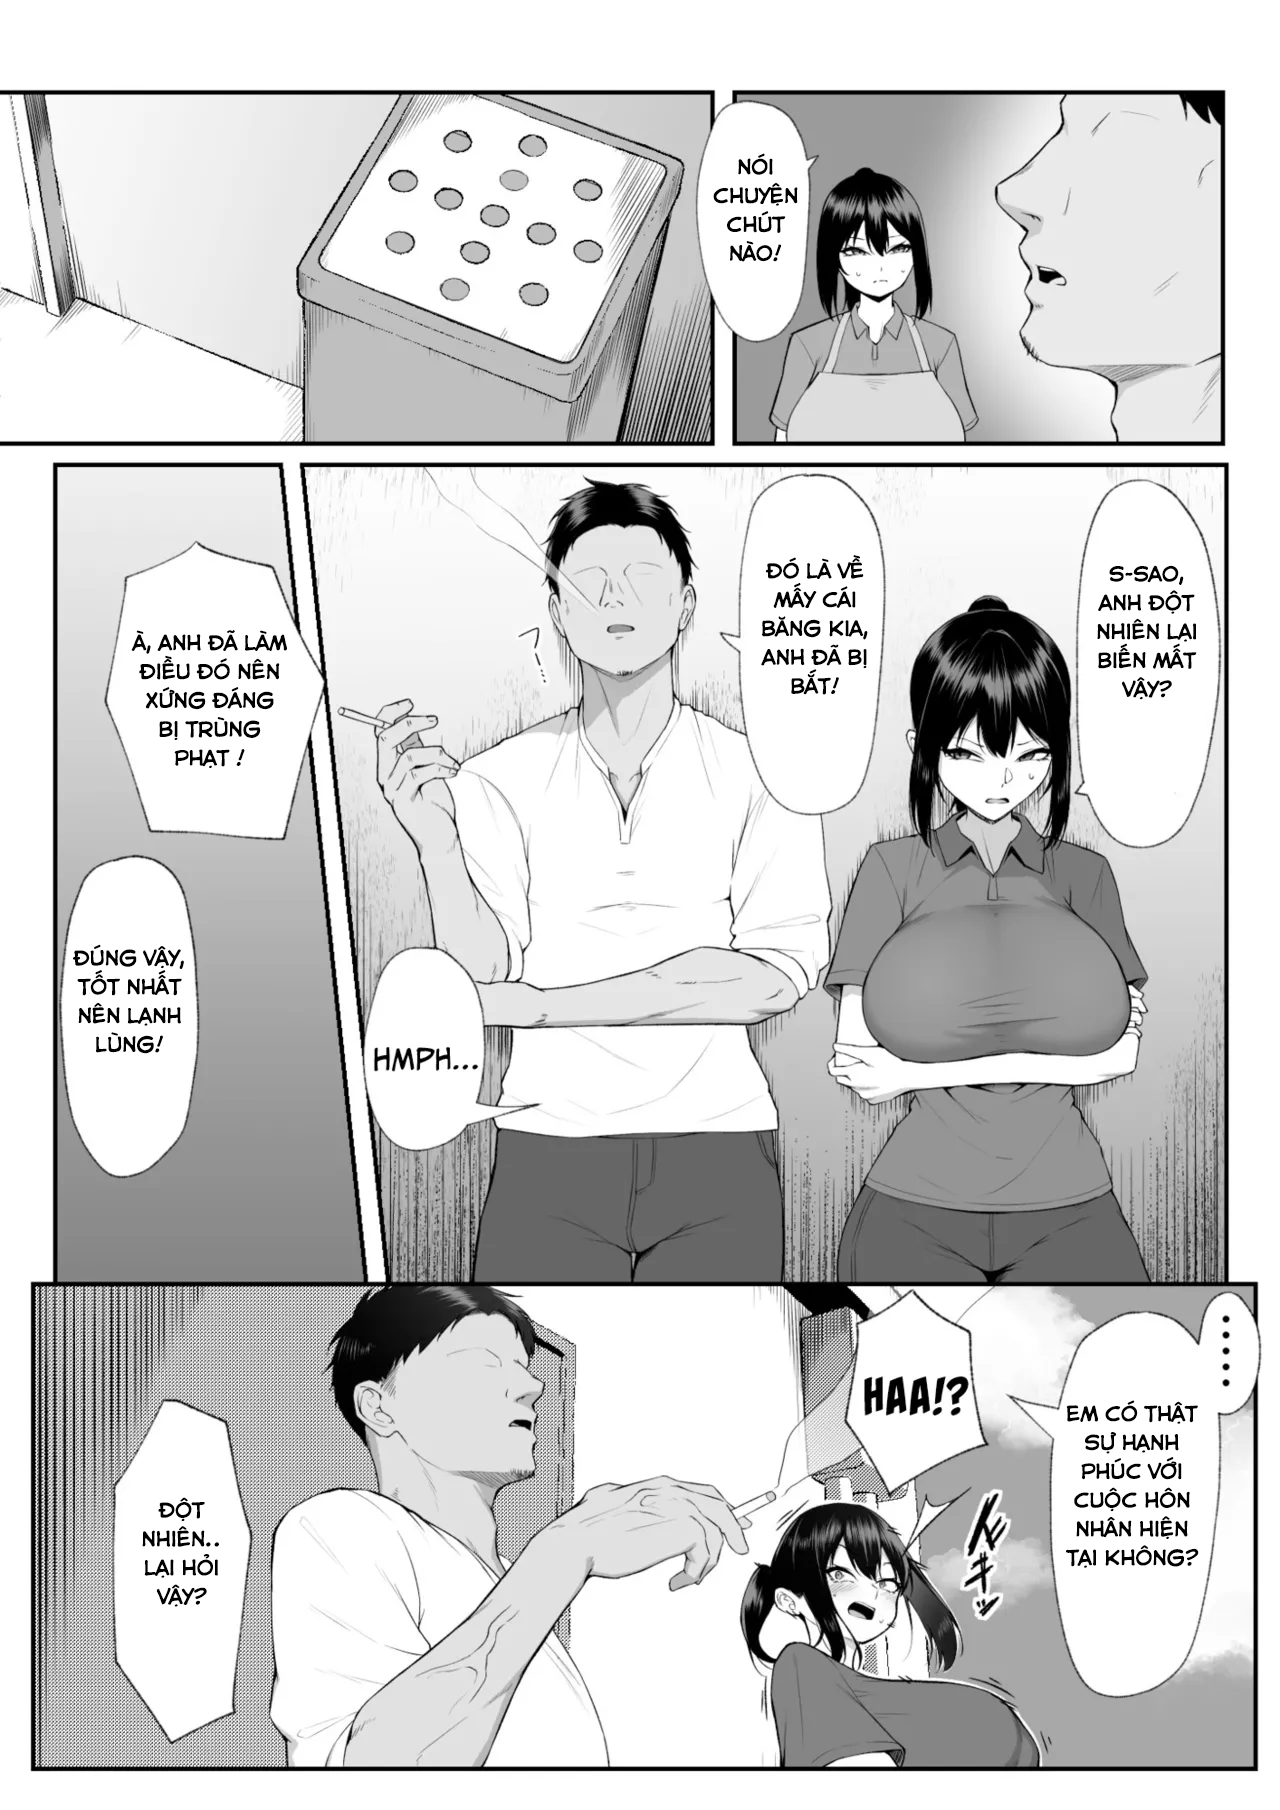 NÓI
CHUYỆN
CHÚT
NÀO!
S-SAO,
ANH ĐỘT
NHIÊN LẠI
BIẾN MẤT
VẬY?
ĐÓ LÀ VỀ
MẤY CÁI
BĂNG KIA,
ANH ĐÃ BỊ
BẮT!
HMPH...
À, ANH ĐÃ LÀM
ĐIỀU ĐÓ NÊN
XỨNG ĐÁNG
BỊ TRỪNG
PHẠT !
ĐÚNG VẬY,
TỐT NHẤT
NÊN LẠNH
LÙNG!
......
EM CÓ THẬT
SỰ HẠNH
PHÚC VỚI
CUỘC HÔN
NHÂN HIỆN
TẠI KHÔNG?
HAA!?
ĐỘT
NHIÊN..
LẠI HỎI
VẬY?